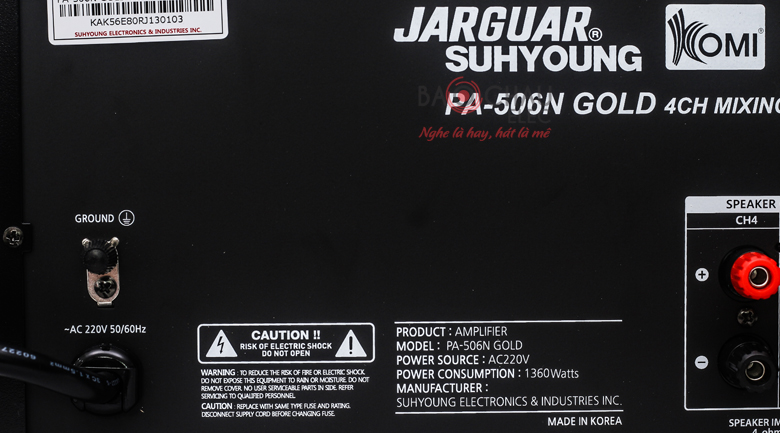 KAK56E80RJ130103
SUHYOUNG ELECTRONICS & INDUSTRIES INC.
JARGUAR®
SUHYOUNG
KOMI®
PA-506N GOLD 4CH MIXING
ELEC
Nghe là hay, hát là mê
GROUND
SPEAKER
CH4
+
~AC 220V 50/60Hz
CAUTION !!
RISK OF ELECTRIC SHOCK
DO NOT OPEN
WARNING : TO REDUCE THE RISK OF FIRE OR ELECTRIC SHOCK
DO NOT EXPOSE THIS EQUIPMENT TO RAIN OR MOISTURE. DO NOT
REMOVE COVER. NO USER SERVICEABLE PARTS IN SIDE. REFER
SERVICING TO QUALIFIED PERSONNEL.
CAUTION : REPLACE WITH SAME TYPE FUSE AND RATING.
DISCONNECT SUPPLY CORD BEFORE CHANGING FUSE.
PRODUCT : AMPLIFIER
MODEL : PA-506N GOLD
POWER SOURCE : AC220V
POWER CONSUMPTION : 1360Watts
MANUFACTURER :
SUHYOUNG ELECTRONICS & INDUSTRIES INC.
MADE IN KOREA
−
SPEAKER